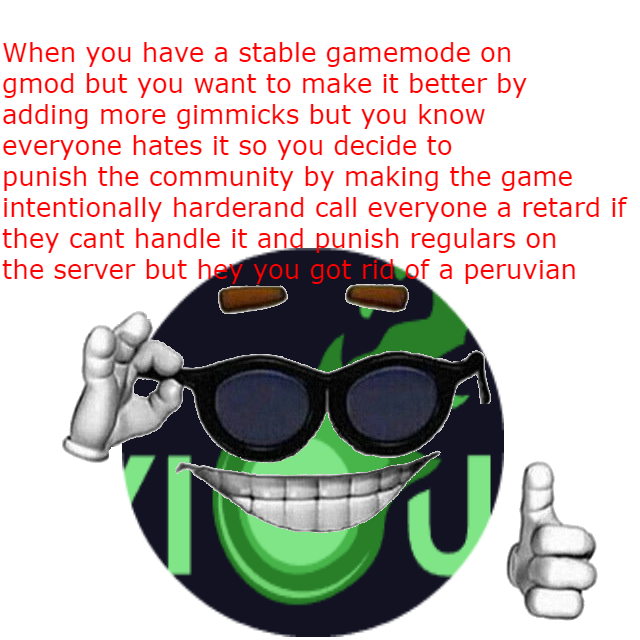 When you have a stable gamemode on
gmod but you want to make it better by
adding more gimmicks but you know
everyone hates it so you decide to
punish the community by making the game
intentionally harderand call everyone a retard if
they cant handle it and punish regulars on
the server but hey you got rid of a peruvian